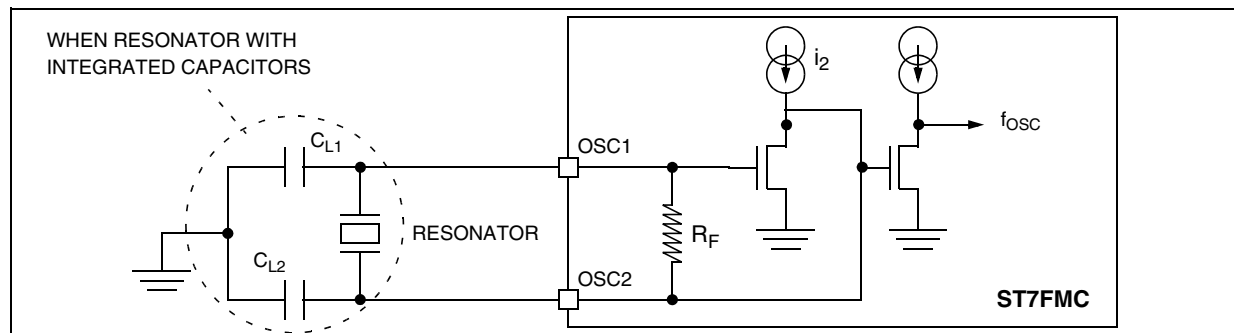 WHEN RESONATOR WITH
INTEGRATED CAPACITORS
i2
fOSC
CL1
OSC1
RESONATOR
RF
CL2
OSC2
ST7FMC